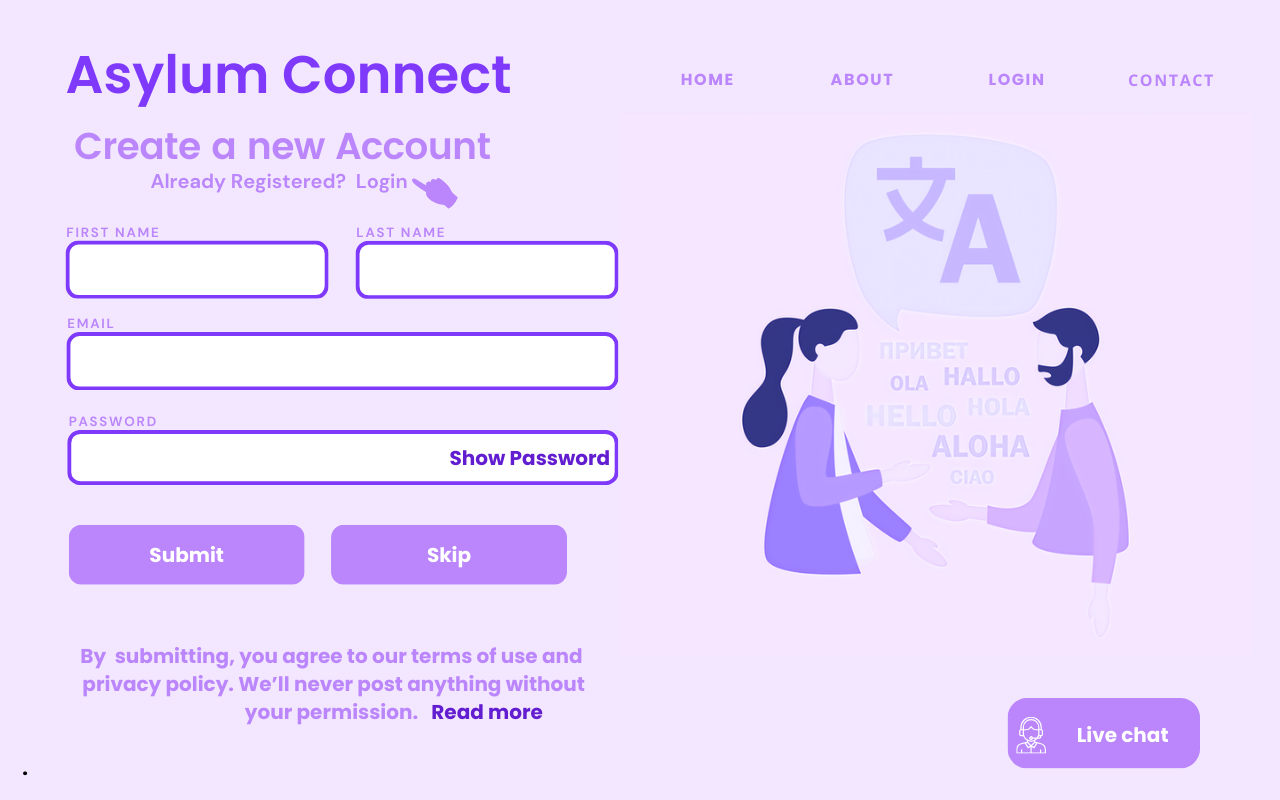 Asylum Connect
HOME ABOUT LOGIN CONTACT
Create a new Account
Already Registered? Login
FIRST NAME LAST NAME
EMAIL
PASSWORD
Show Password
Submit Skip
By submitting, you agree to our terms of use and
privacy policy. We’ll never post anything without
your permission. Read more
文A
ПРИВЕТ
OLA HALLO
HELLO HOLA
ALOHA
CIAO
Live chat
.